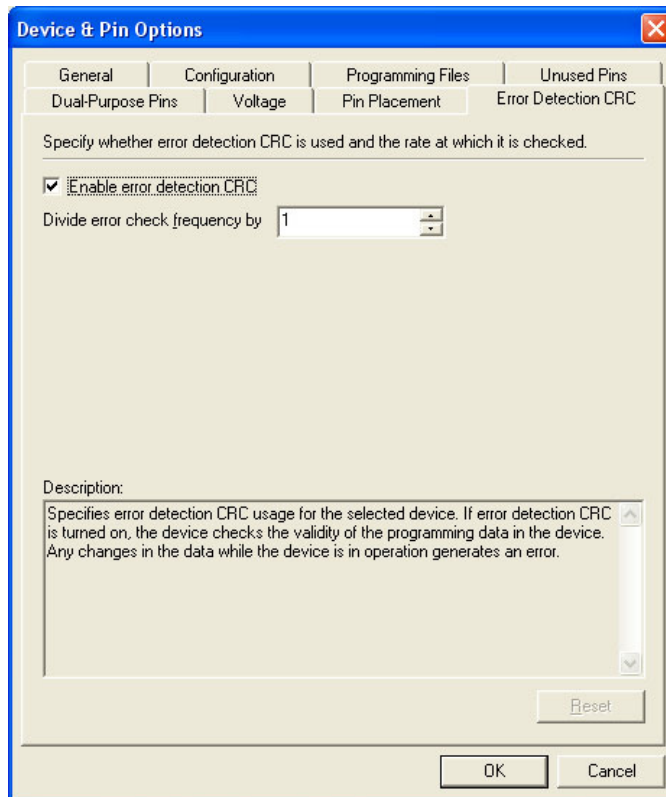 Device & Pin Options
General
Configuration
Programming Files
Unused Pins
Dual-Purpose Pins
Voltage
Pin Placement
Error Detection CRC
Specify whether error detection CRC is used and the rate at which it is checked.
Enable error detection CRC
Divide error check frequency by 1
Description:
Specifies error detection CRC usage for the selected device. If error detection CRC
is turned on, the device checks the validity of the programming data in the device.
Any changes in the data while the device is in operation generates an error.
Reset
OK
Cancel